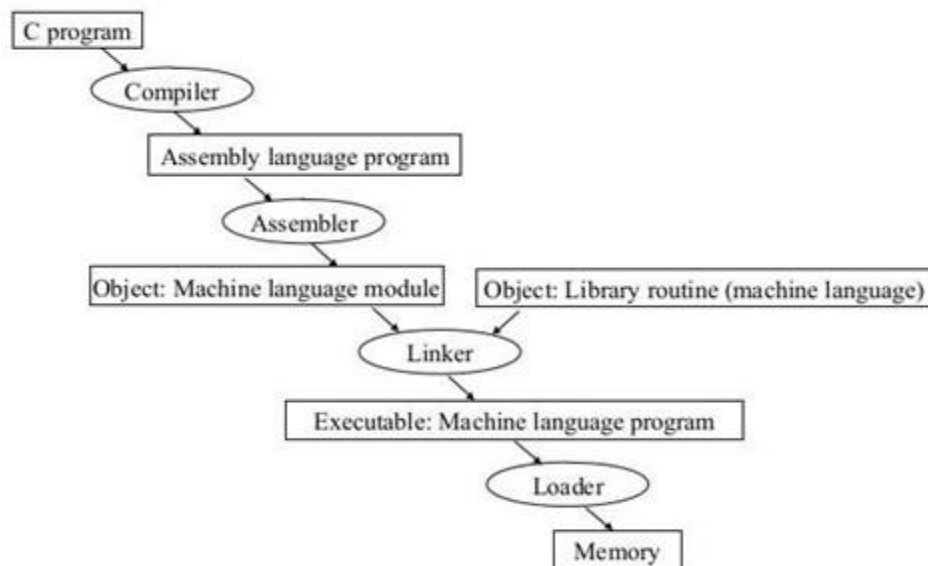 C program
Compiler
Assembly language program
Assembler
Object: Machine language module
Object: Library routine (machine language)
Linker
Executable: Machine language program
Loader
Memory